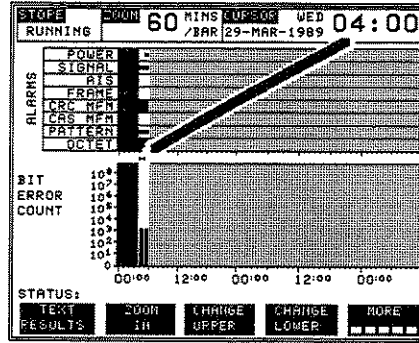 STORE ZOOM 60 MINS /BAR CURSOR WED 04:00
RUNNING 29-MAR-1989
ALARMS
POWER
SIGNAL
AIS
FRAME
CRC MFM
CAS MFM
PATTERN
OCTET
BIT ERROR COUNT
10⁸
10⁷
10⁶
10⁵
10⁴
10³
10²
10¹
0
00:00 12:00 00:00 12:00 00:00
STATUS:
TEXT RESULTS
ZOOM IN
CHANGE UPPER
CHANGE LOWER
MORE